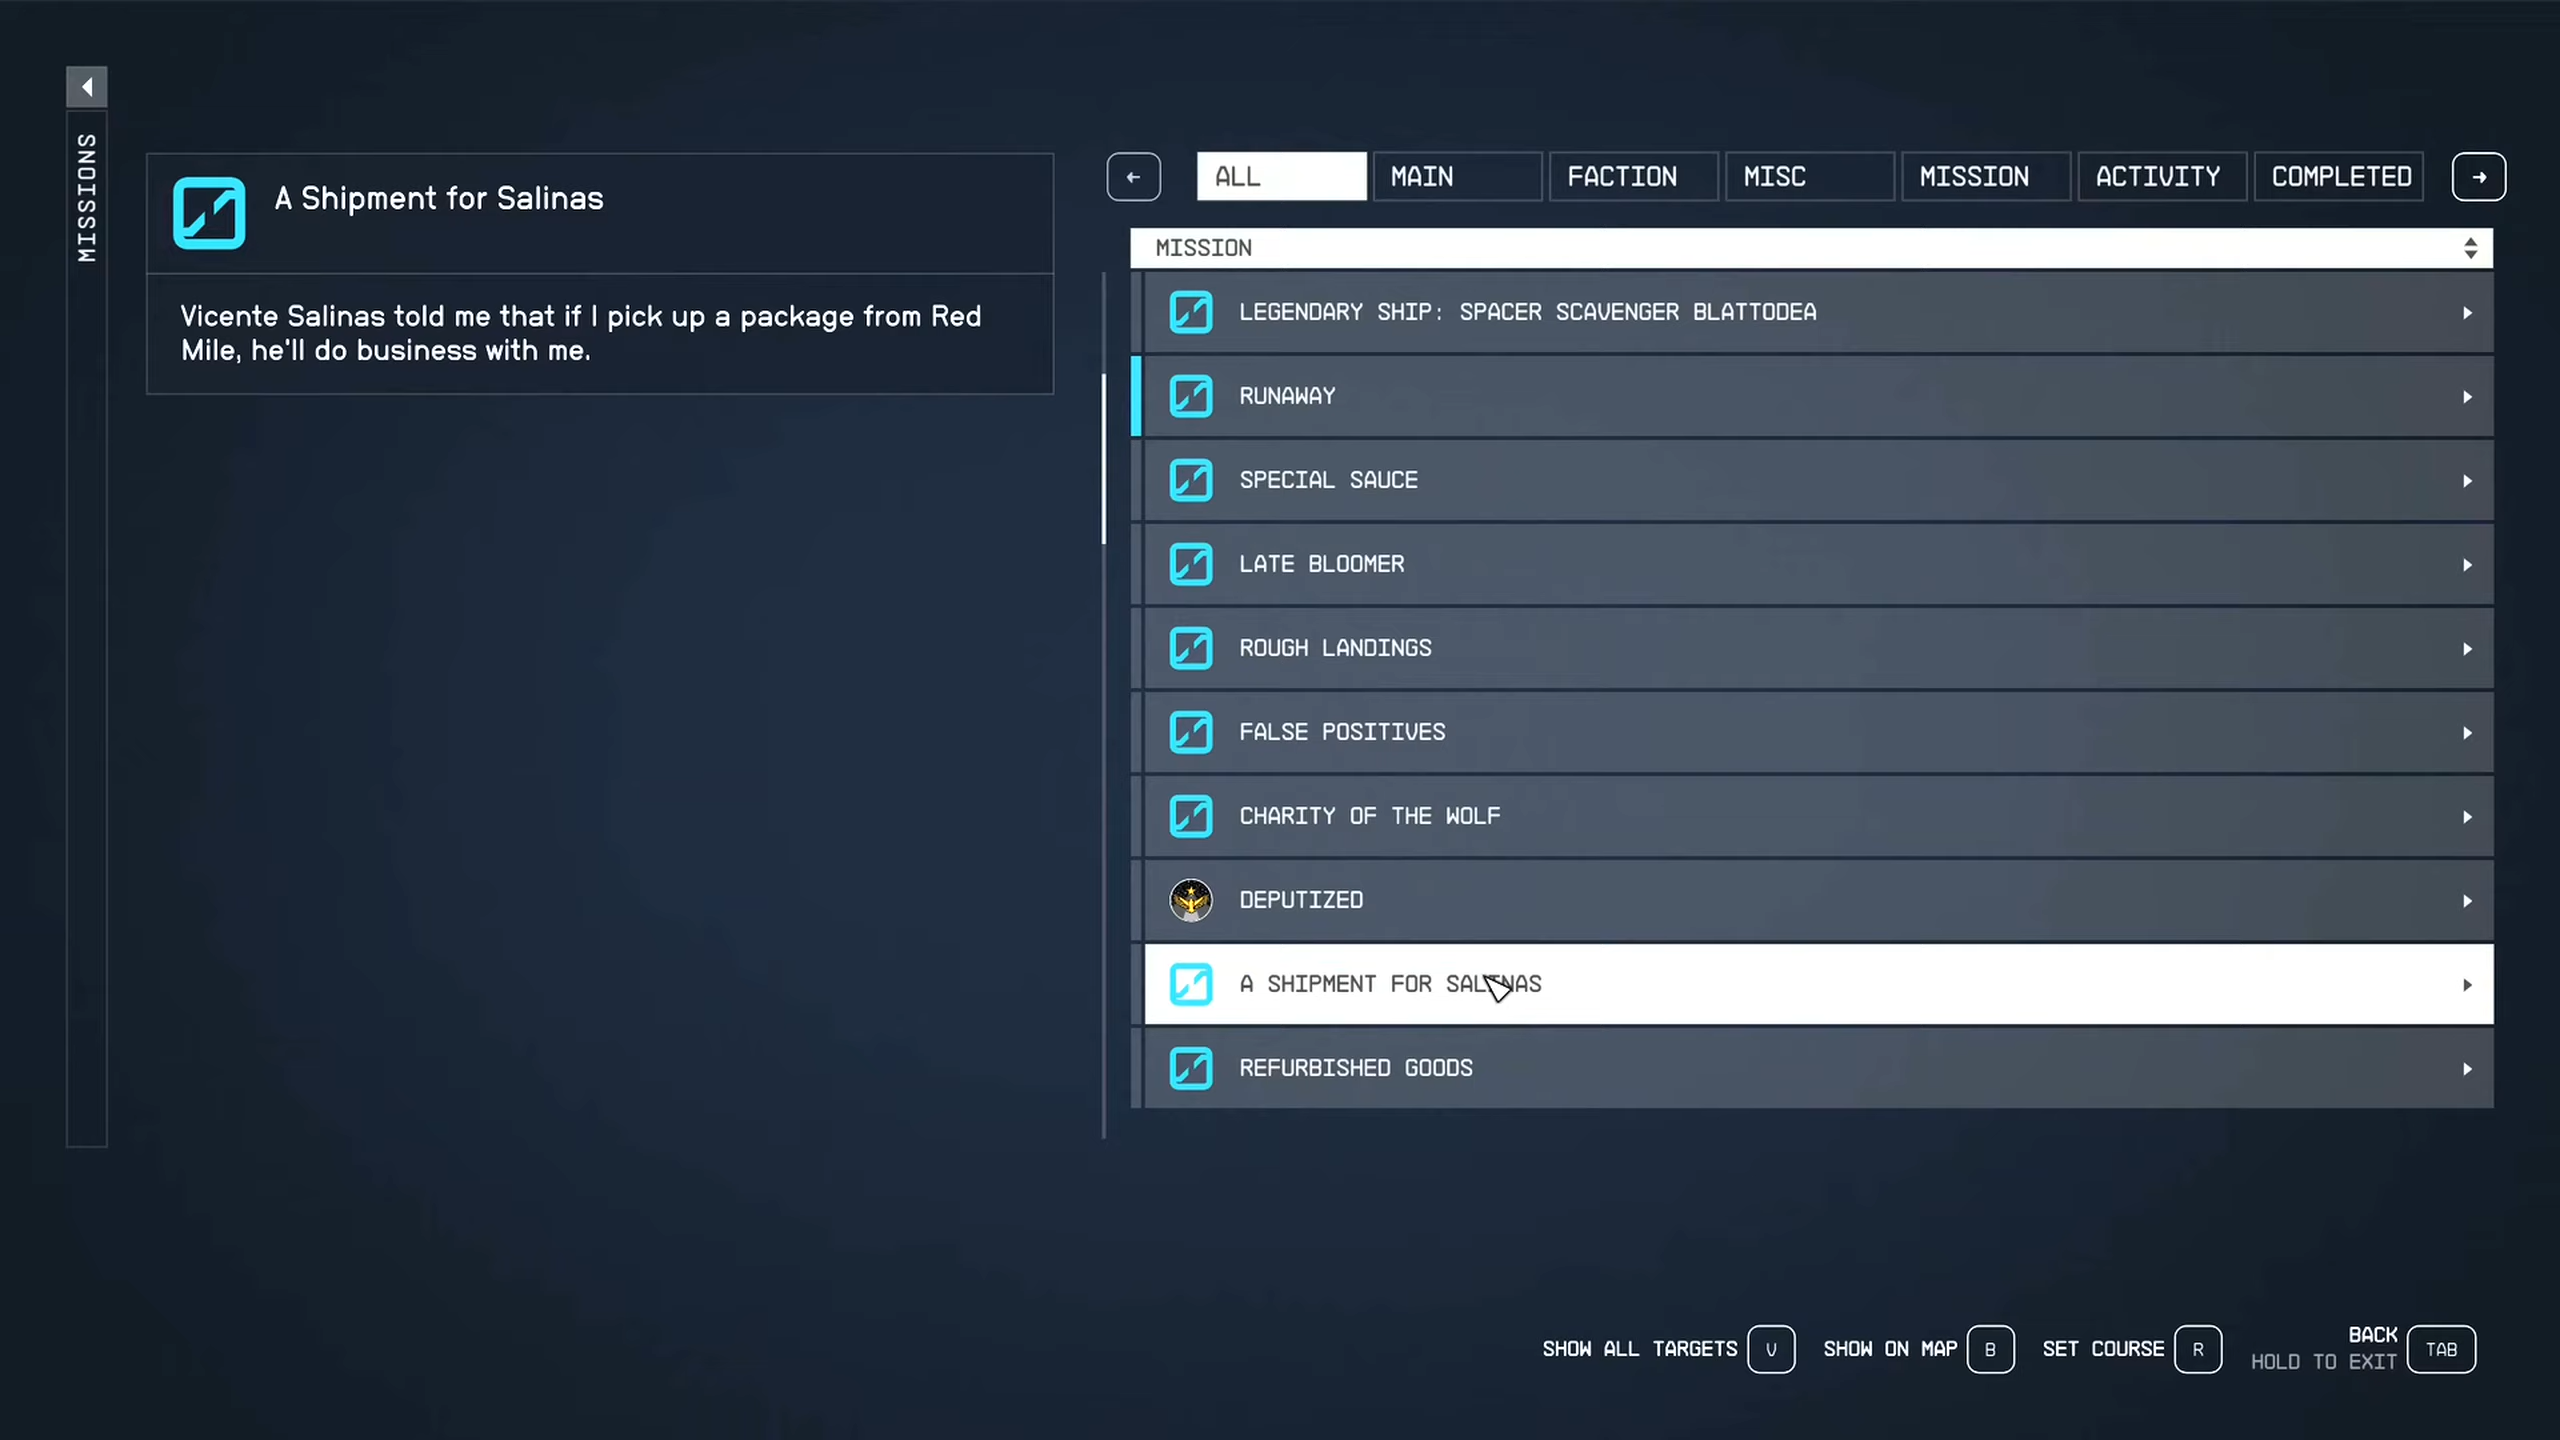 MISSIONS
A Shipment for Salinas
Vicente Salinas told me that if I pick up a package from Red
Mile, he'll do business with me.
ALL
MAIN
FACTION
MISC
MISSION
ACTIVITY
COMPLETED
MISSION
LEGENDARY SHIP: SPACER SCAVENGER BLATTODEA
RUNAWAY
SPECIAL SAUCE
LATE BLOOMER
ROUGH LANDINGS
FALSE POSITIVES
CHARITY OF THE WOLF
DEPUTIZED
A SHIPMENT FOR SALINAS
REFURBISHED GOODS
SHOW ALL TARGETS V
SHOW ON MAP B
SET COURSE R
BACK
HOLD TO EXIT
TAB